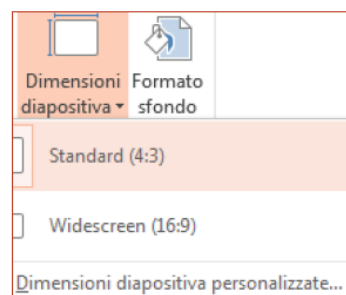 Dimensioni Formato
diapositiva sfondo
Standard (4:3)
Widescreen (16:9)
Dimensioni diapositiva personalizzate...